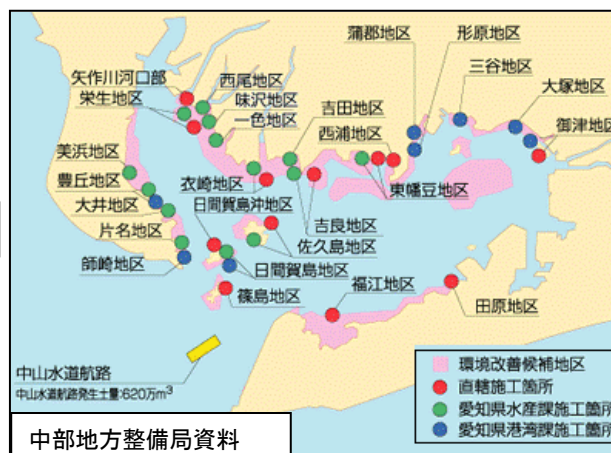 蒲郡地区
形原地区
三谷地区
大塚地区
御津地区
矢作川河口部
西尾地区
栄生地区
味沢地区
一色地区
吉田地区
西浦地区
美浜地区
豊丘地区
大井地区
片名地区
師崎地区
衣崎地区
東幡豆地区
日間賀島沖地区
吉良地区
佐久島地区
日間賀島地区
篠島地区
福江地区
田原地区
中山水道航路
中山水道航路発生土量:620万m³
環境改善候補地区
直轄施工箇所
愛知県水産課施工箇所
愛知県港湾課施工箇所
中部地方整備局資料